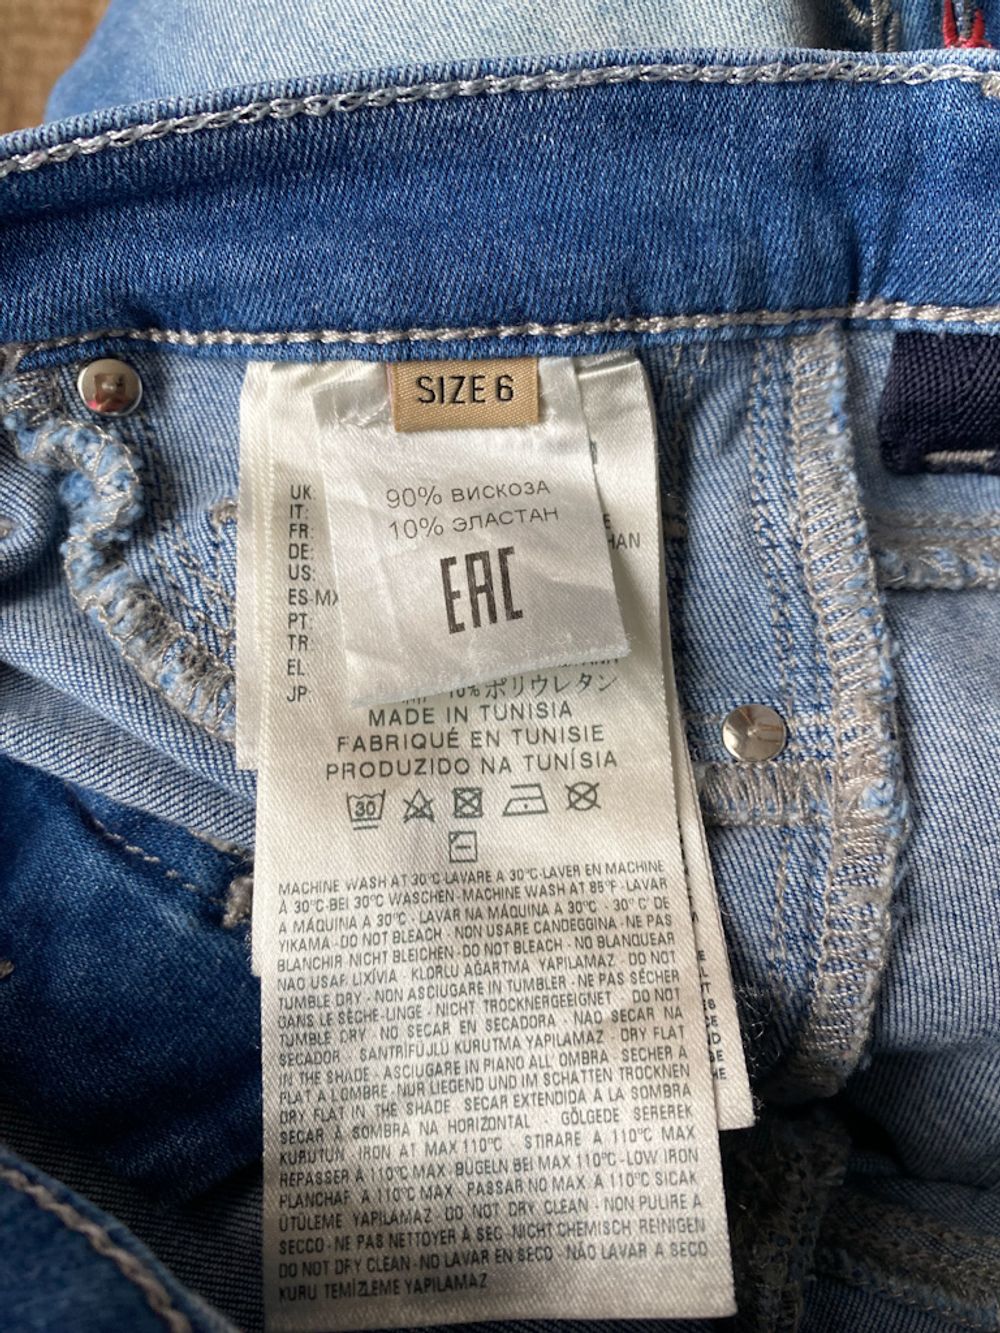 SIZE 6
90% ВИСКОЗА
10% ЭЛАСТАН
EAC
UK:
IT:
FR:
DE:
US:
ES-MX
PT:
TR:
EL:
JP:
10% ポリウレタン
MADE IN TUNISIA
FABRIQUÉ EN TUNISIE
PRODUZIDO NA TUNÍSIA
30
MACHINE WASH AT 30°C-LAVARE A 30°C-LAVER EN MACHINE
À 30°C-BEI 30°C WASCHEN-MACHINE WASH AT 85°F-LAVAR
A MÁQUINA A 30°C - LAVAR NA MÁQUINA A 30°C - 30°C' DE
YIKAMA-DO NOT BLEACH - NON USARE CANDEGGINA-NE PAS
BLANCHIR NICHT BLEICHEN-DO NOT BLEACH-NO BLANQUEAR
NAO USAR LIXÍVIA - KLORLU AĞARTMA YAPILAMAZ - DO NOT
TUMBLE DRY - NON ASCIUGARE IN TUMBLER - NE PAS SÉCHER
DANS LE SÈCHE-LINGE - NICHT TROCKNERGEEIGNET DO NOT
TUMBLE DRY NO SECAR EN SECADORA - NÃO SECAR NA
SECADOR - SANTRİFÜJLÜ KURUTMA YAPILAMAZ - DRY FLAT
IN THE SHADE - ASCIUGARE IN PIANO ALL' OMBRA - SECHER À
PLAT A L'OMBRE - NUR LIEGEND UND IM SCHATTEN TROCKNEN
DRY FLAT IN THE SHADE SECAR EXTENDIDA A LA SOMBRA
SECAR À SOMBRA NA HORIZONTAL GÖLGEDE SEREREK
KURUTUN IRON AT MAX 110°C STIRARE A 110°C MAX
REPASSER À 110°C MAX - BÜGELN BEI MAX 110°C-LOW IRON
PLANCHAR A 110°C MAX - PASSAR NO MAX A 110°C SICAK
ÜTÜLEME YAPILAMAZ DO NOT DRY CLEAN - NON PULIRE A
SECCO-NE PAS NETTOYER À SEC -NICHT CHEMISCH REINIGEN
DO NOT DRY CLEAN-NO LAVAR EN SECO -NÃO LAVAR A SECO
KURU TEMİZLEME YAPILAMAZ